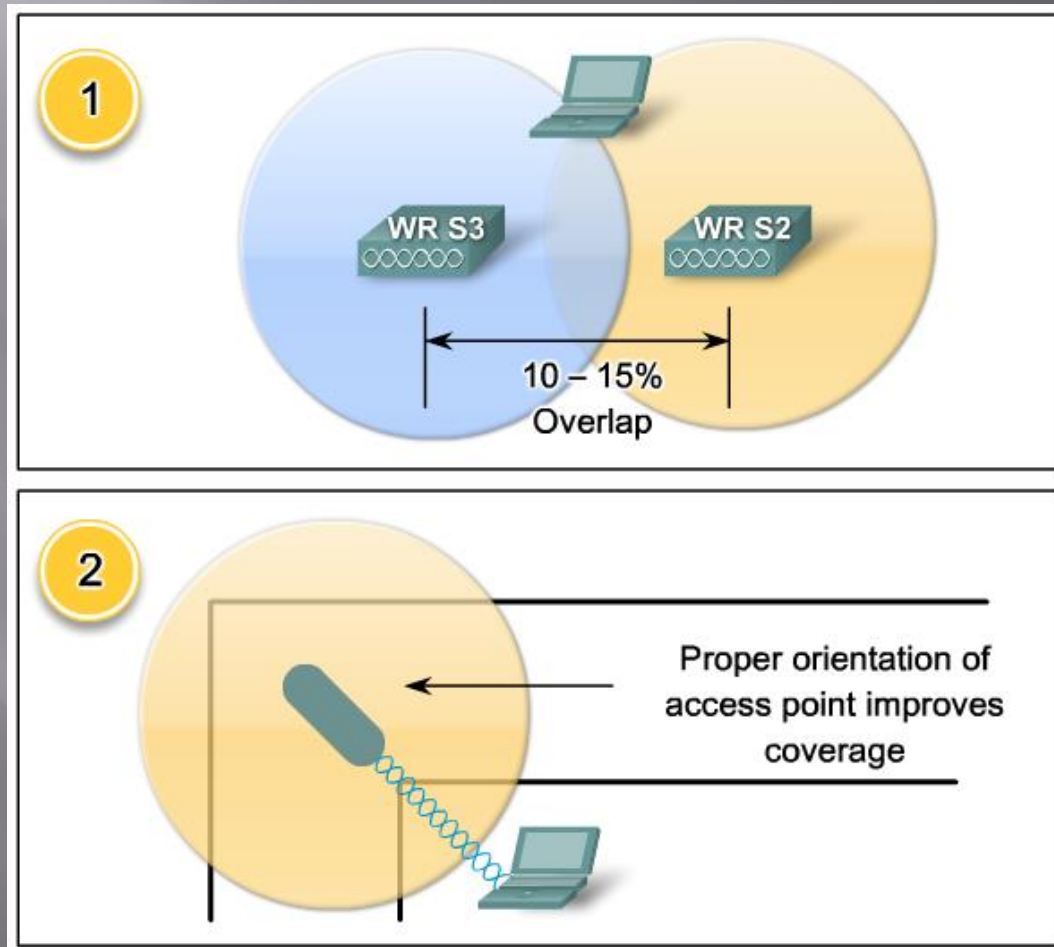 1
WR S3
WR S2
10 – 15%
Overlap
2
Proper orientation of
access point improves
coverage